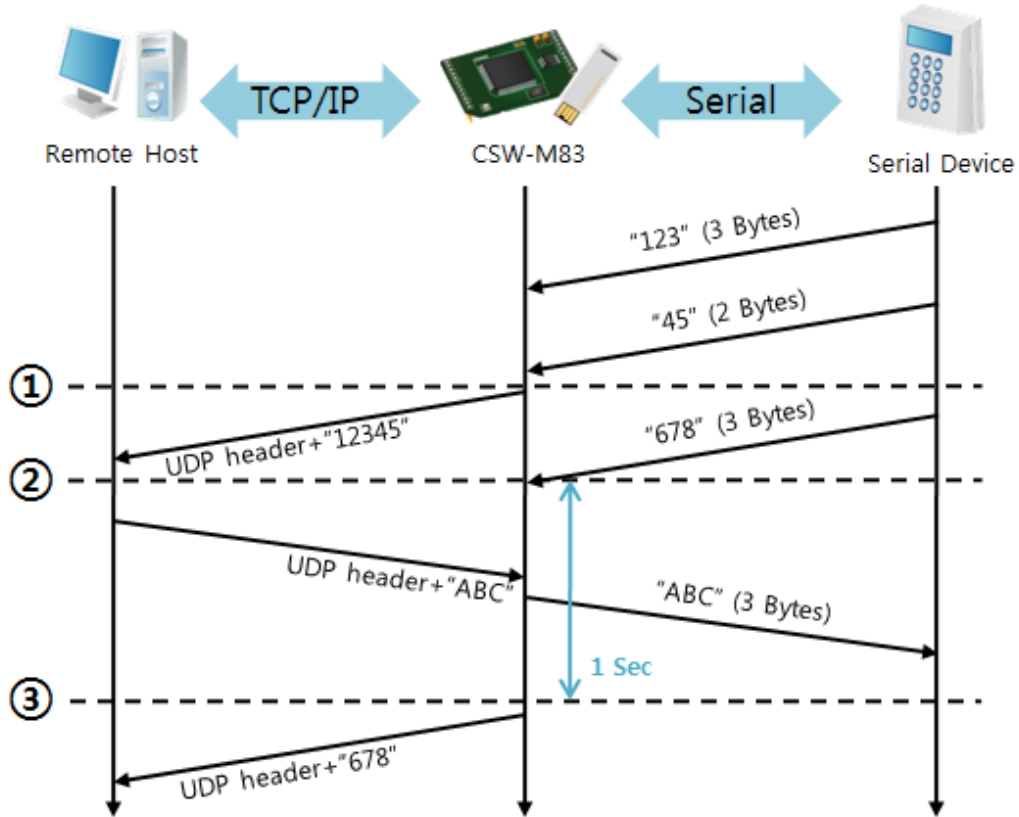 TCP/IP
Serial
Remote Host
CSW-M83
Serial Device
“123” (3 Bytes)
“45” (2 Bytes)
①
UDP header+“12345”
“678” (3 Bytes)
②
UDP header+“ABC”
“ABC” (3 Bytes)
1 Sec
③
UDP header+“678”